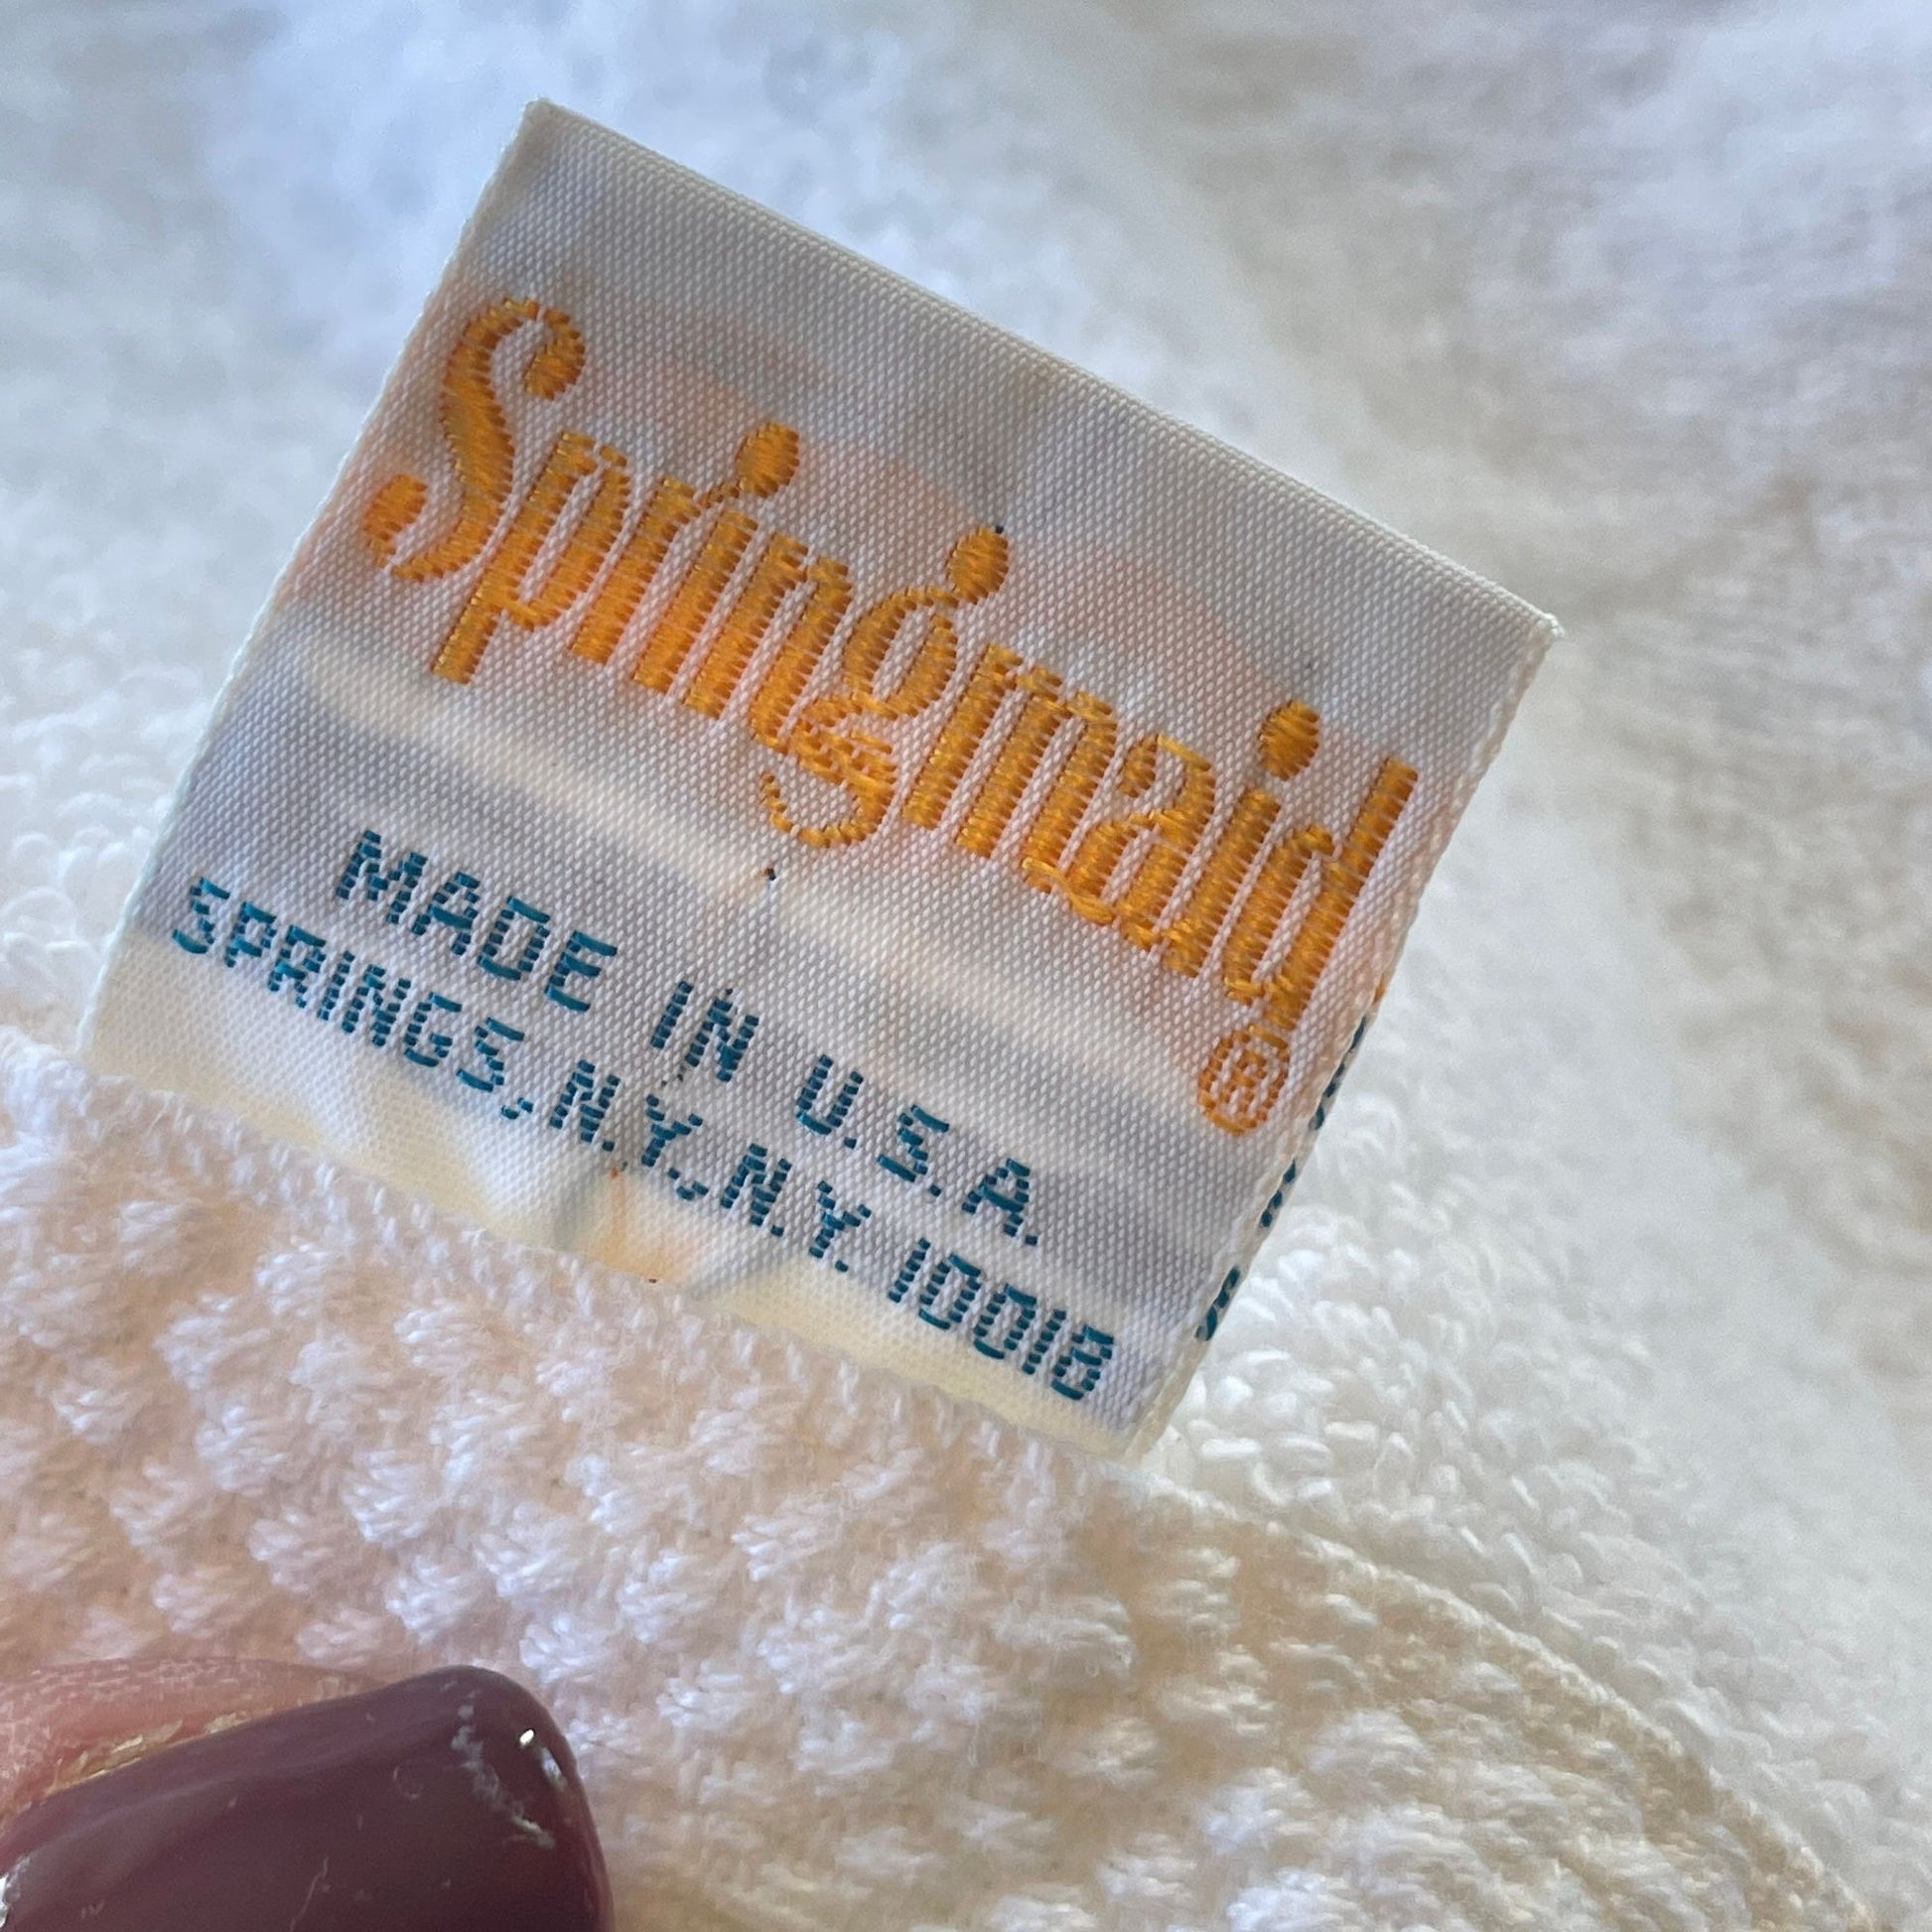 Springmaid®
MADE IN U.S.A.
SPRINGS, N.Y., N.Y. 10018